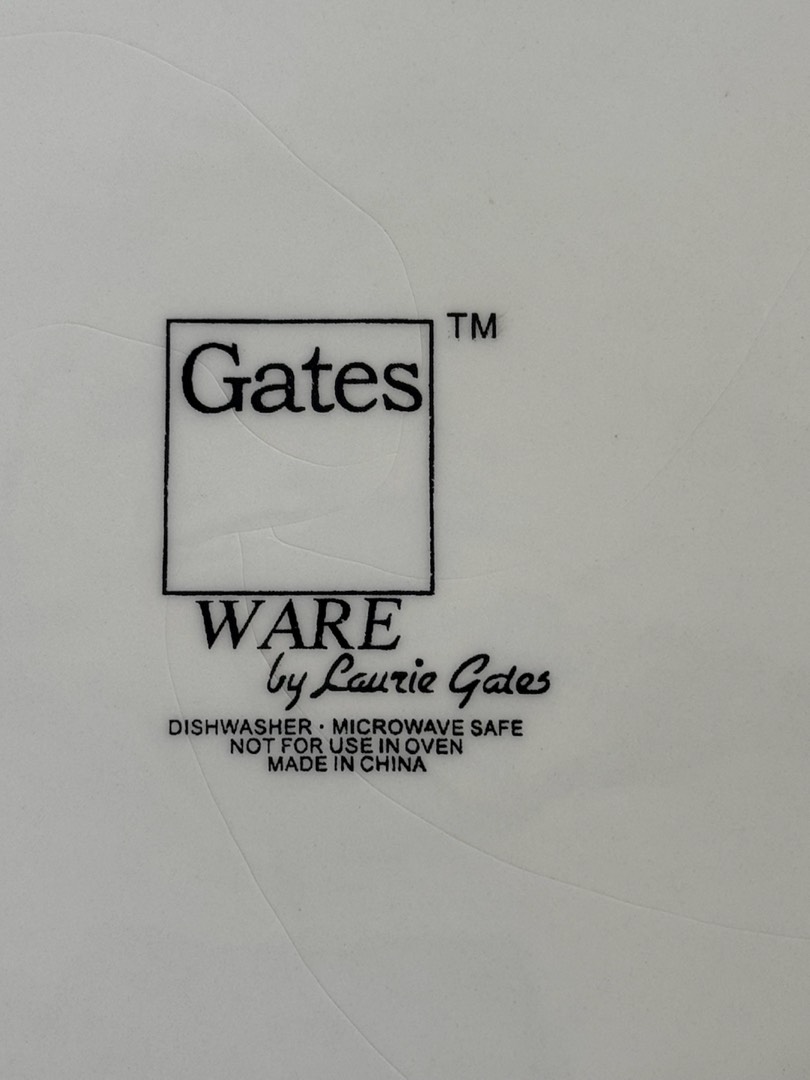 Gates
TM
WARE
by Laurie Gates
DISHWASHER · MICROWAVE SAFE
NOT FOR USE IN OVEN
MADE IN CHINA